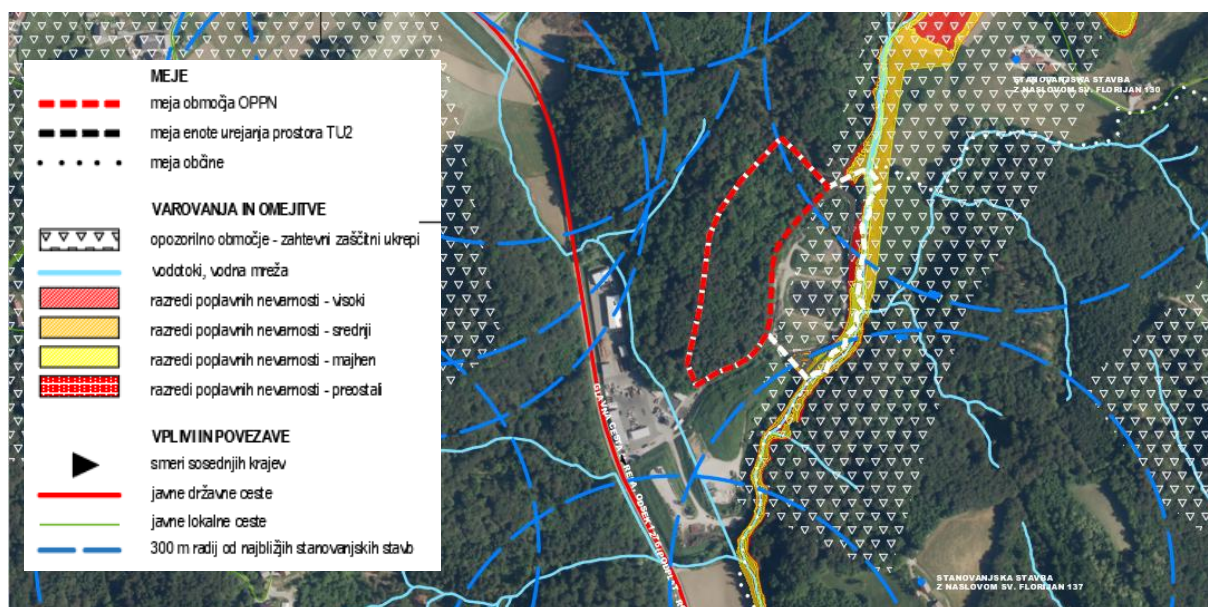 MEJE
meja območja OPPN
meja enote urejanja prostora TU2
meja občine
VAROVANJA IN OMEJITVE
opozorilno območje - zahtevni zaščitni ukrepi
vodotoki, vodna mreža
razredi poplavnih nevarnosti - visoki
razredi poplavnih nevarnosti - srednji
razredi poplavnih nevarnosti - majhen
razredi poplavnih nevarnosti - preostali
VPLIVI IN POVEZAVE
smeri sosednjih krajev
javne državne ceste
javne lokalne ceste
300 m radij od najbližjih stanovanjskih stavb
STANOVANJSKA STAVBA
Z NASLOVOM SV. FLORIJAN 130
GLAVNA CESTA
ODSEK
STANOVANJSKA STAVBA
Z NASLOVOM SV. FLORIJAN 137